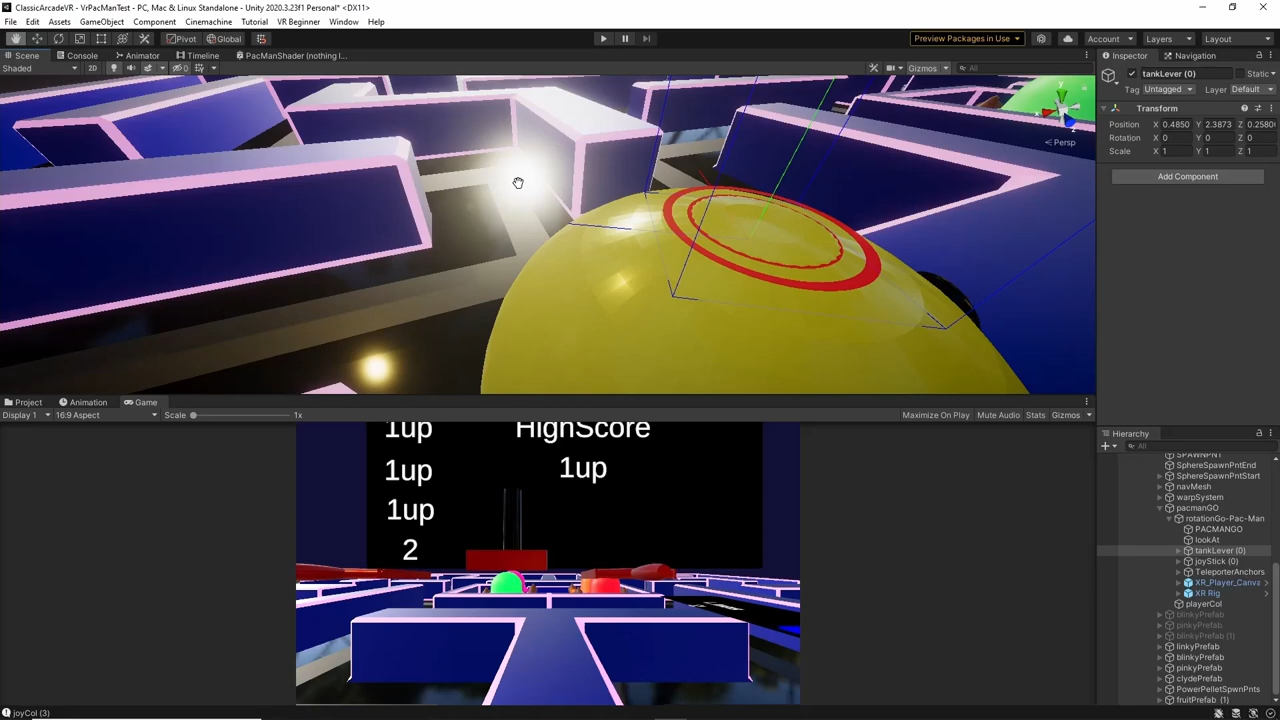 ClassicArcadeVR - VrPacManTest - PC, Mac & Linux Standalone - Unity 2020.3.23f1 Personal* <DX11>
File Edit Assets GameObject Component Cinemachine Tutorial VR Beginner Window Help
Pivot Global Preview Packages in Use Account Layers Layout
Scene Console Animator Timeline PacManShader (nothing l...
Shaded 2D 0 Gizmos All
Persp
Inspector Navigation
tankLever (0) Static
Tag Untagged Layer Default
Transform
Position X 0.4850 Y 2.3873 Z 0.2580
Rotation X 0 Y 0 Z 0
Scale X 1 Y 1 Z 1
Add Component
Project Animation Game
Display 1 16:9 Aspect Scale 1x Maximize On Play Mute Audio Stats Gizmos
1up HighScore
1up 1up
1up
2
Hierarchy
All
SPAWNPNT
SphereSpawnPntEnd
SphereSpawnPntStart
navMesh
warpSystem
pacmanGO
rotationGo-Pac-Man
PACMANGO
lookAt
tankLever (0)
joyStick (0)
TeleporterAnchors
XR_Player_Canva
XR Rig
playerCol
blinkyPrefab
pinkyPrefab
blinkyPrefab (1)
linkyPrefab
blinkyPrefab
pinkyPrefab
clydePrefab
PowerPelletSpwnPnts
fruitPrefab (1)
joyCol (3)